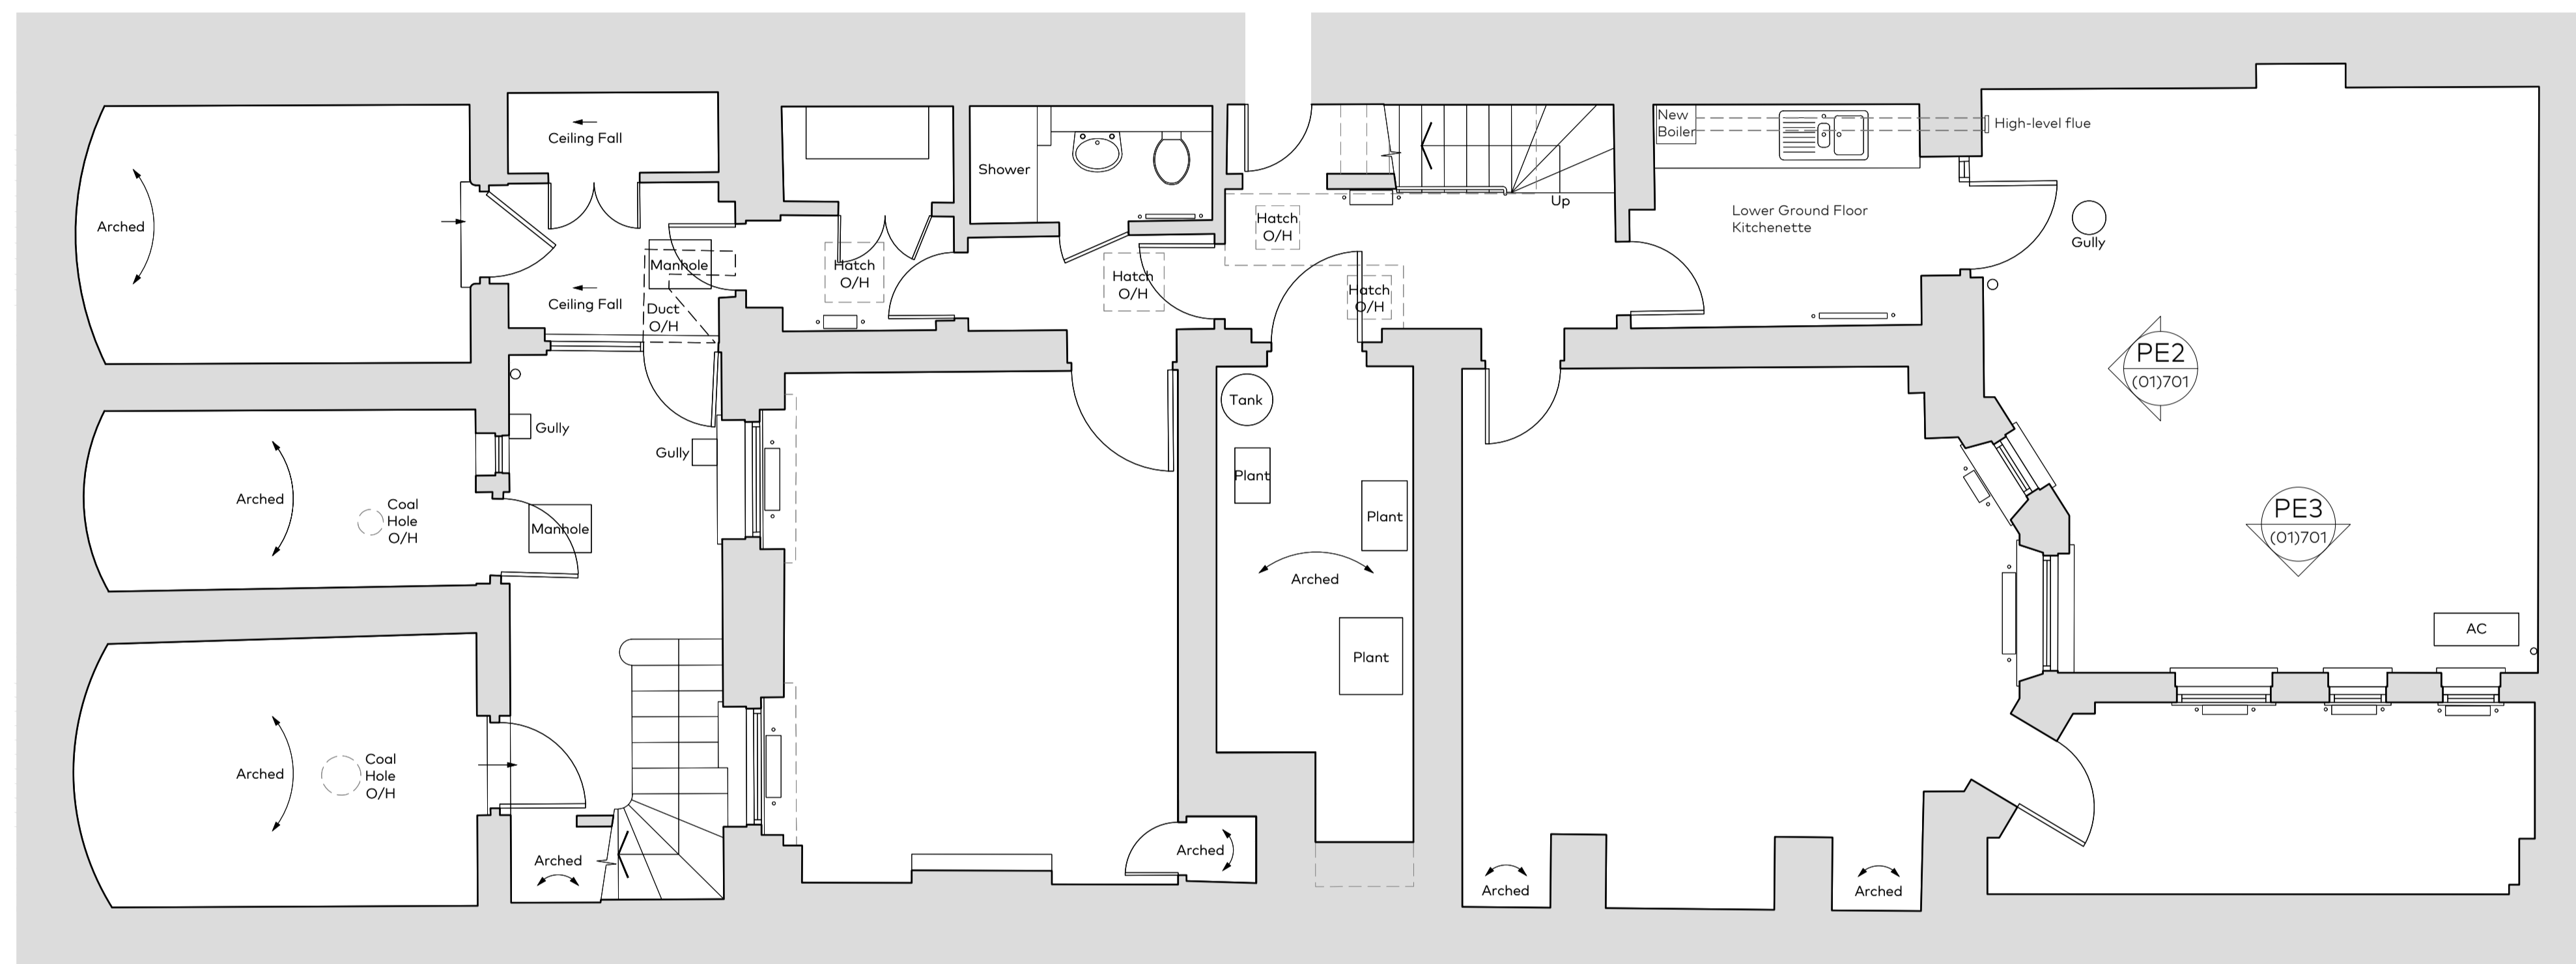 Ceiling Fall
New
Boiler
High-level flue
Shower
Arched
Up
Hatch
O/H
Lower Ground Floor
Kitchenette
Gully
Manhole
Hatch
O/H
Hatch
O/H
Hatch
O/H
Ceiling Fall
Duct
O/H
PE2
(01)701
Tank
Gully
Gully
Plant
Arched
Coal
Hole
O/H
Manhole
Plant
PE3
(01)701
Arched
Plant
AC
Arched
Coal
Hole
O/H
Arched
Arched
Arched
Arched